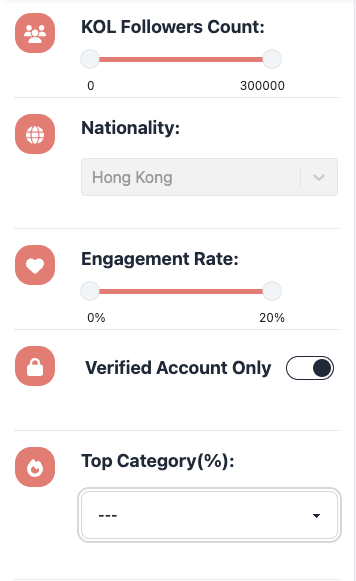 KOL Followers Count:
0 300000
Nationality:
Hong Kong
Engagement Rate:
0% 20%
Verified Account Only
Top Category(%):
---